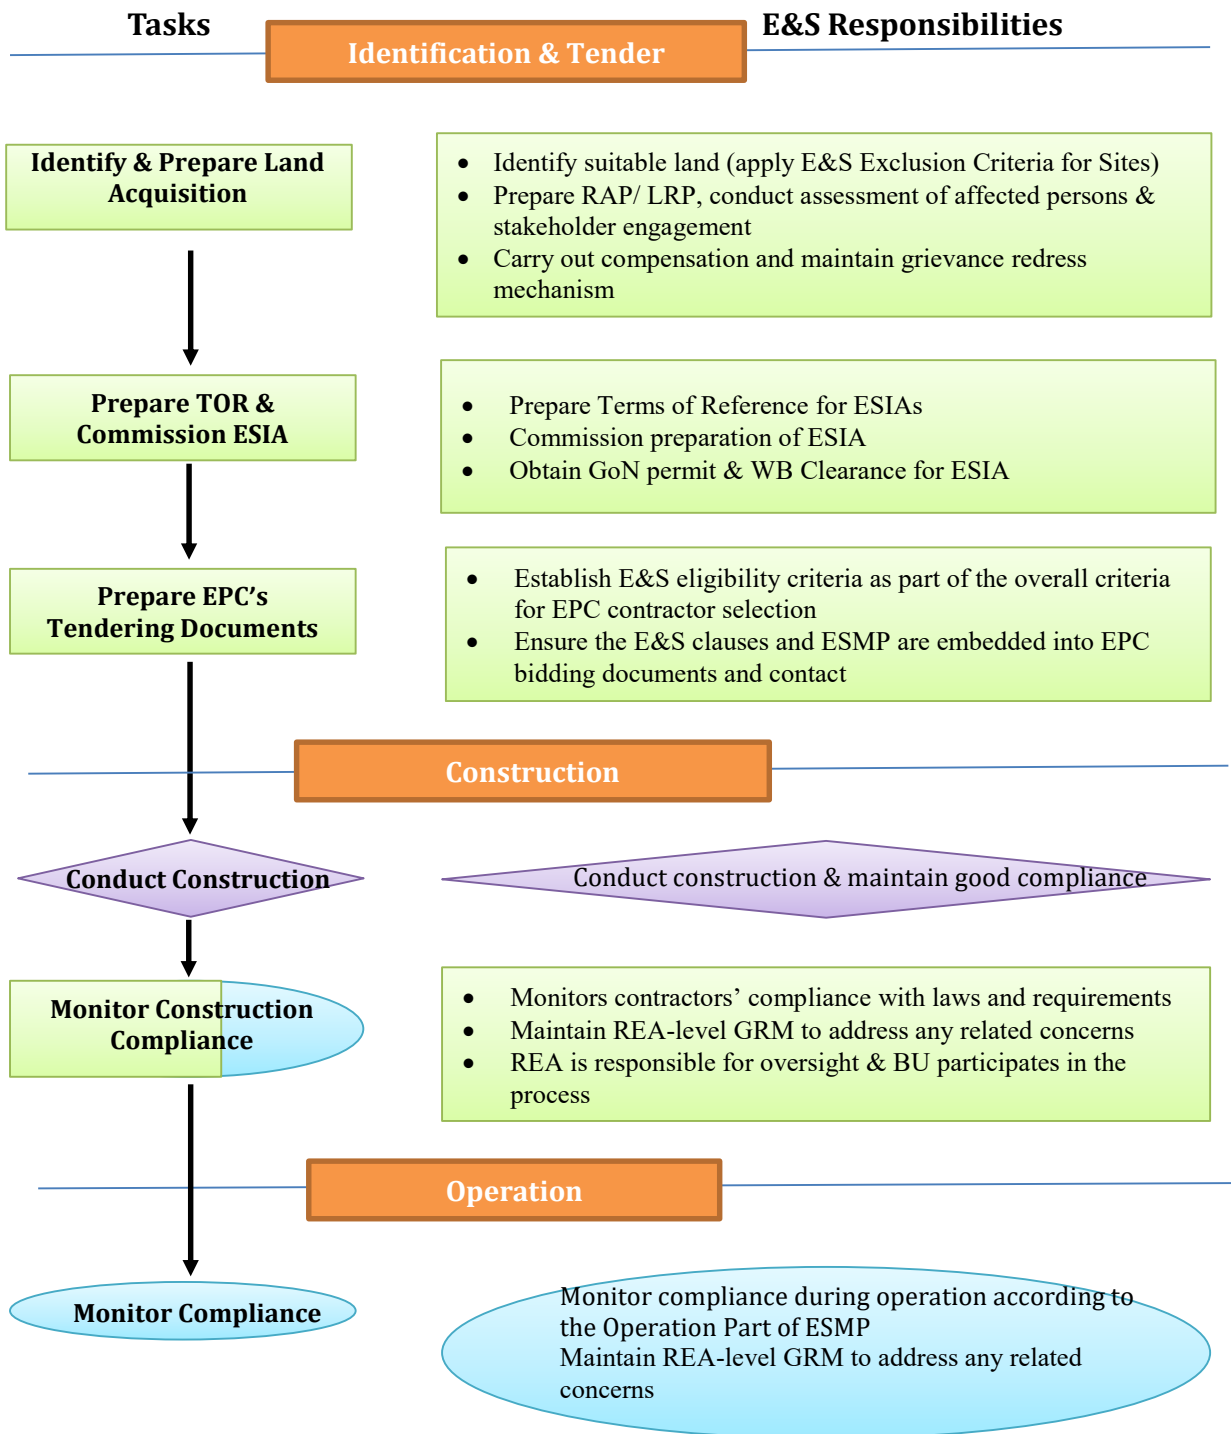 Tasks
E&S Responsibilities
Identification & Tender
Identify & Prepare Land
Acquisition
• Identify suitable land (apply E&S Exclusion Criteria for Sites)
• Prepare RAP/ LRP, conduct assessment of affected persons &
stakeholder engagement
• Carry out compensation and maintain grievance redress
mechanism
Prepare TOR &
Commission ESIA
• Prepare Terms of Reference for ESIAs
• Commission preparation of ESIA
• Obtain GoN permit & WB Clearance for ESIA
Prepare EPC’s
Tendering Documents
• Establish E&S eligibility criteria as part of the overall criteria
for EPC contractor selection
• Ensure the E&S clauses and ESMP are embedded into EPC
bidding documents and contact
Construction
Conduct Construction
Conduct construction & maintain good compliance
Monitor Construction
Compliance
• Monitors contractors’ compliance with laws and requirements
• Maintain REA-level GRM to address any related concerns
• REA is responsible for oversight & BU participates in the
process
Operation
Monitor Compliance
Monitor compliance during operation according to
the Operation Part of ESMP
Maintain REA-level GRM to address any related
concerns